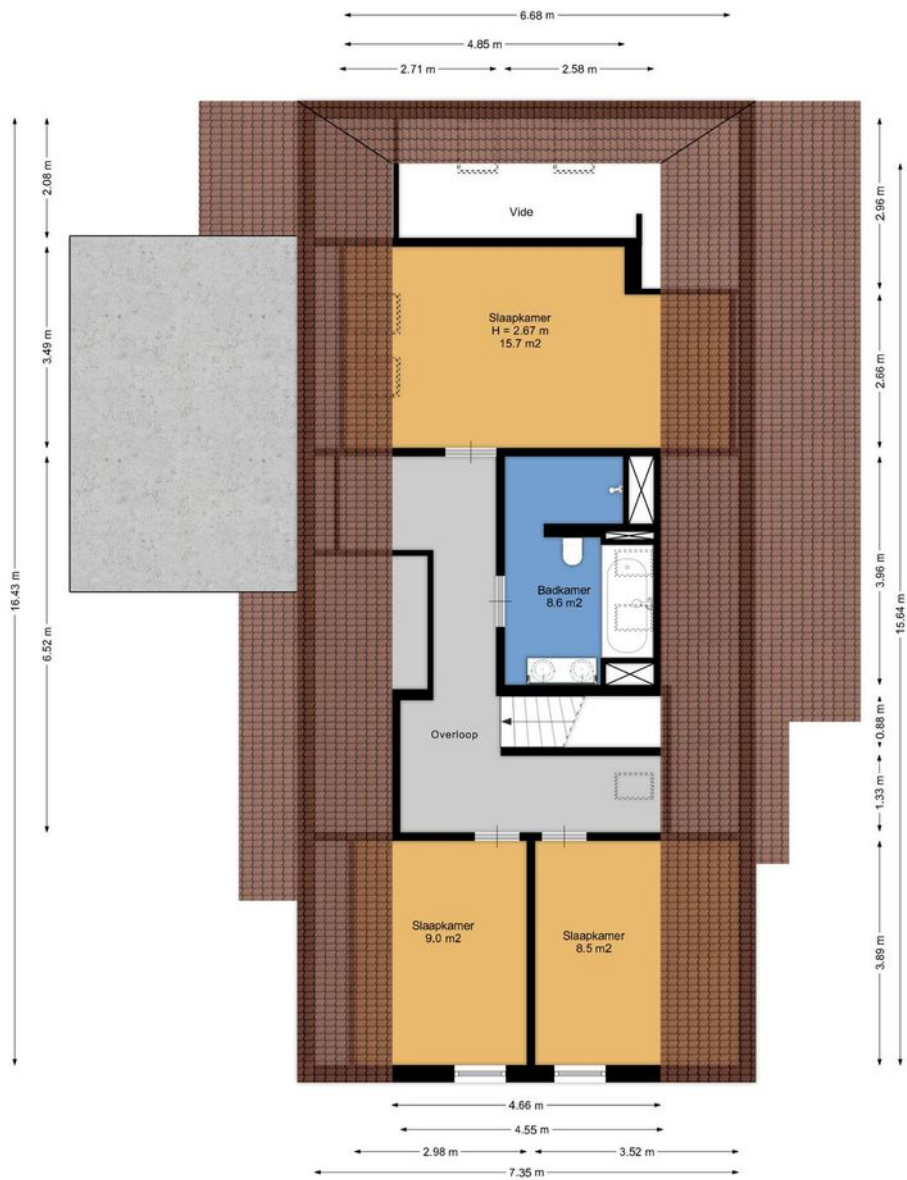 6.68 m
4.85 m
2.71 m
2.58 m
2.08 m
2.96 m
Vide
3.49 m
Slaapkamer
H = 2.67 m
15.7 m2
2.66 m
16.43 m
6.52 m
Badkamer
8.6 m2
3.96 m
15.64 m
Overloop
0.88 m
1.33 m
Slaapkamer
9.0 m2
Slaapkamer
8.5 m2
3.89 m
4.66 m
4.55 m
2.98 m
3.52 m
7.35 m